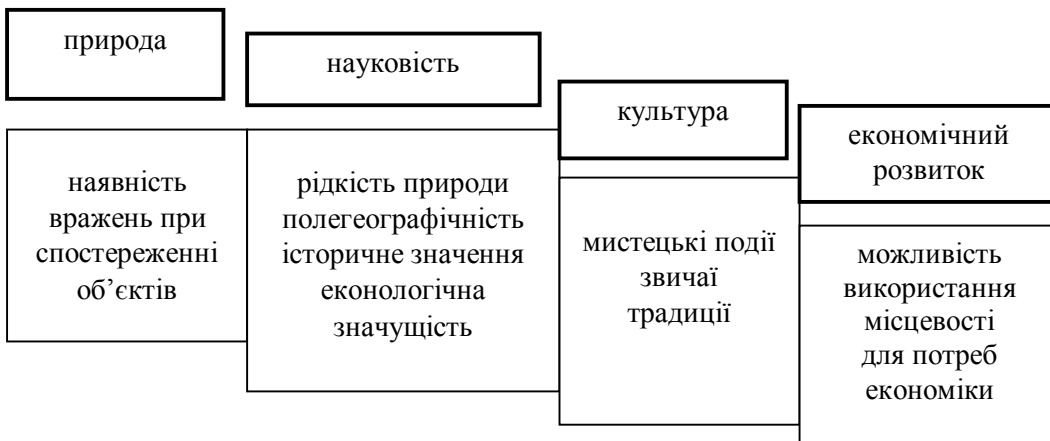 природа
науковість
культура
економічний
розвиток
наявність
вражень при
спостереженні
об’єктів
рідкість природи
полегеографічність
історичне значення
еконологічна
значущість
мистецькі події
звичаї
традиції
можливість
використання
місцевості
для потреб
економіки